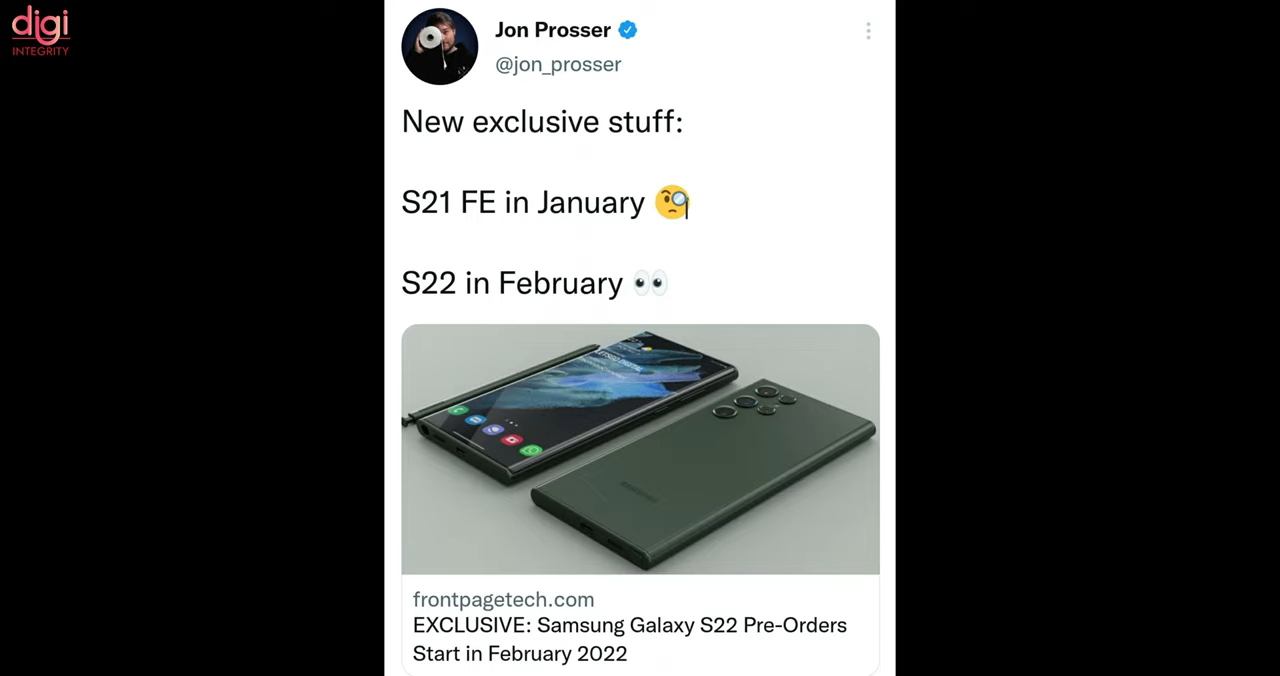 digi
INTEGRITY
Jon Prosser
@jon_prosser
New exclusive stuff:
S21 FE in January 🧐
S22 in February 👀
SAMSUNG
frontpagetech.com
EXCLUSIVE: Samsung Galaxy S22 Pre-Orders
Start in February 2022